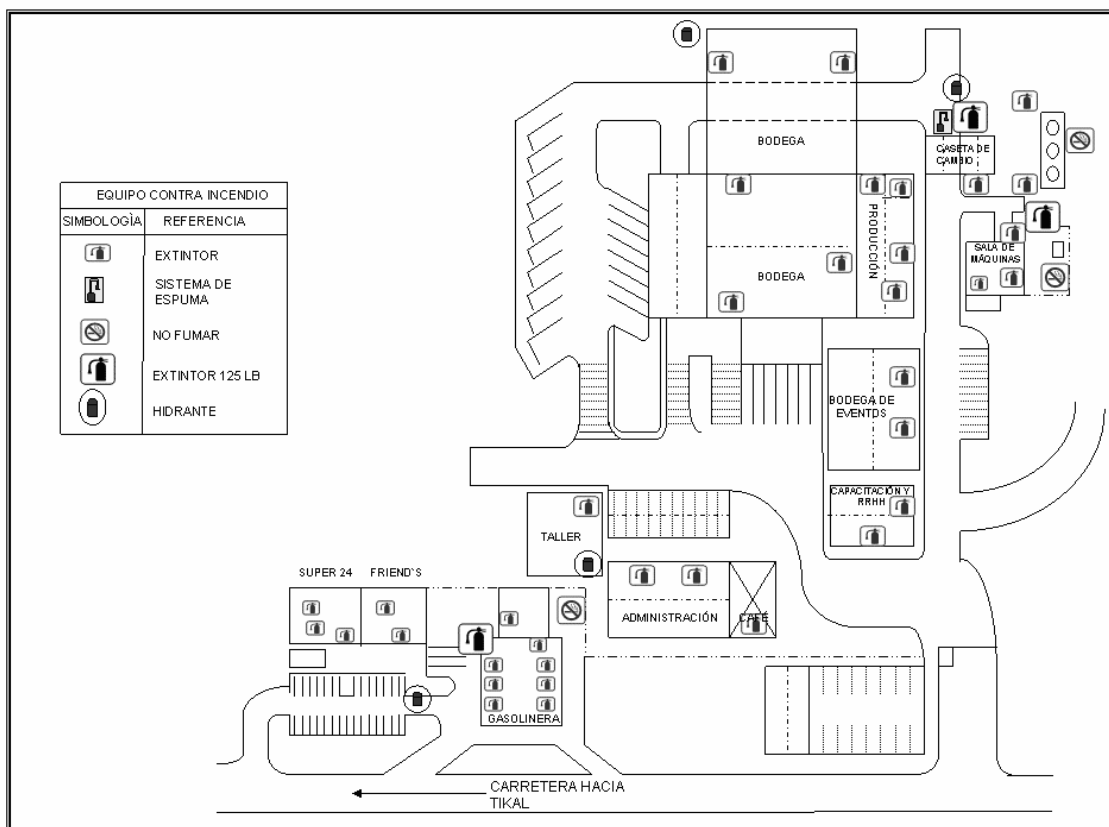 EQUIPO CONTRA INCENDIO
SIMBOLOGÌA REFERENCIA
EXTINTOR
SISTEMA DE
ESPUMA
NO FUMAR
EXTINTOR 125 LB
HIDRANTE
BODEGA
CASETA DE
CAMBIO
PRODUCCIÓN
BODEGA
SALA DE
MÁQUINAS
BODEGA DE
EVENTOS
CAPACITACIÓN Y
RRHH
TALLER
SUPER 24
FRIEND'S
ADMINISTRACIÓN
CAFÉ
GASOLINERA
CARRETERA HACIA
TIKAL